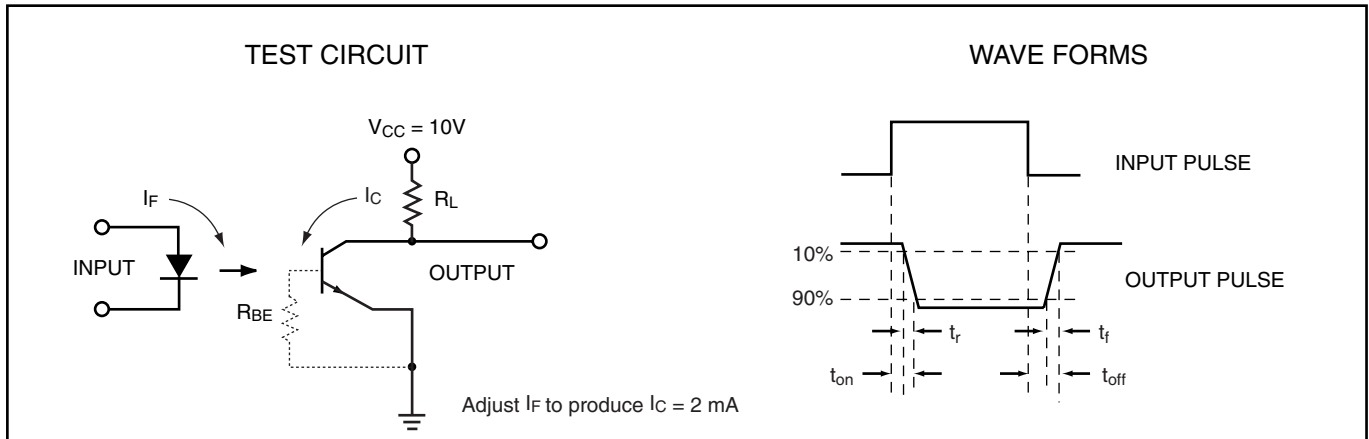 TEST CIRCUIT
WAVE FORMS
VCC = 10V
IF
IC
RL
INPUT
OUTPUT
RBE
Adjust IF to produce IC = 2 mA
INPUT PULSE
10%
OUTPUT PULSE
90%
tr
tf
ton
toff